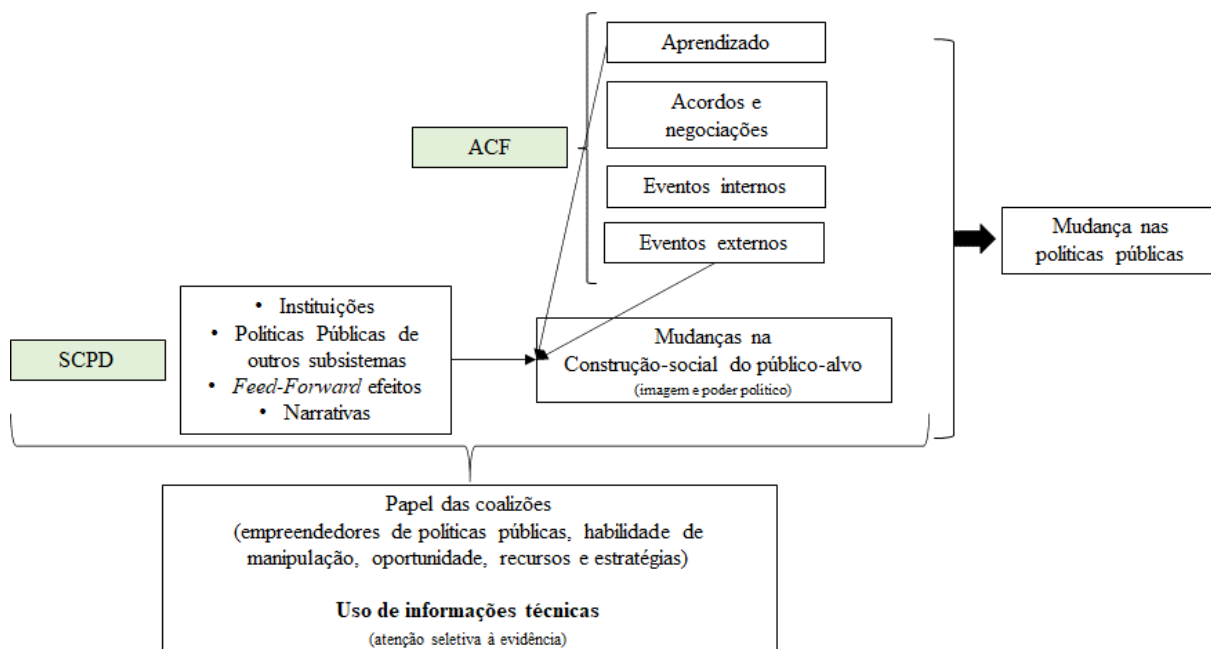 Aprendizado
Acordos e
negociações
ACF
Eventos internos
Eventos externos
Mudança nas
políticas públicas
SCPD
• Instituições
• Políticas Públicas de
outros subsistemas
• Feed-Forward efeitos
• Narrativas
Mudanças na
Construção-social do público-alvo
(imagem e poder político)
Papel das coalizões
(empreendedores de políticas públicas, habilidade de
manipulação, oportunidade, recursos e estratégias)
Uso de informações técnicas
(atenção seletiva à evidência)